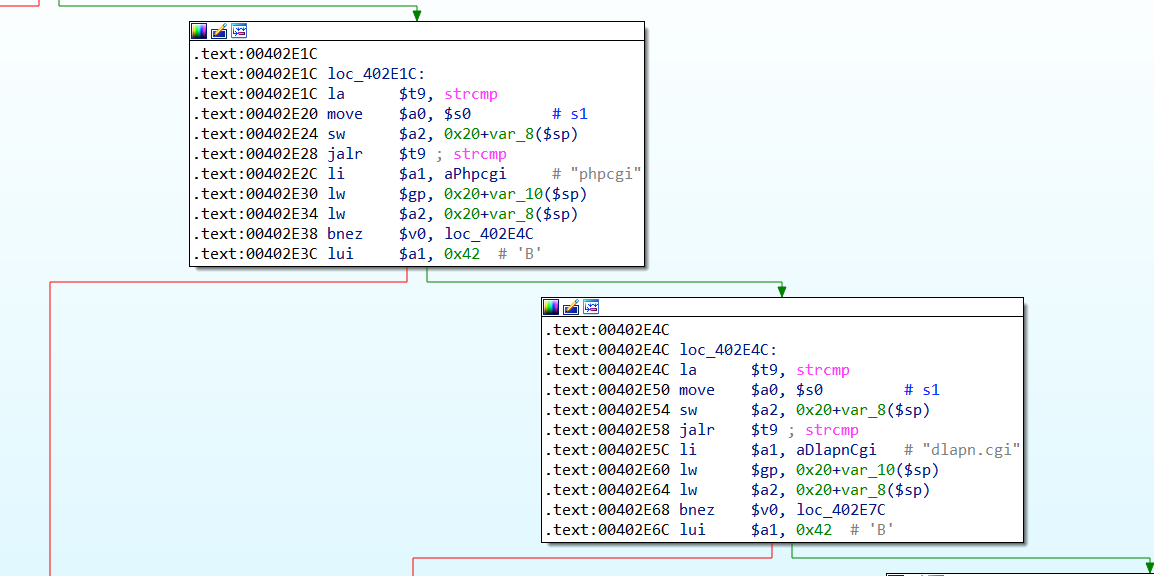 .text:00402E1C
.text:00402E1C loc_402E1C:
.text:00402E1C la $t9, strcmp
.text:00402E20 move $a0, $s0 # s1
.text:00402E24 sw $a2, 0x20+var_8($sp)
.text:00402E28 jalr $t9 ; strcmp
.text:00402E2C li $a1, aPhpcgi # "phpcgi"
.text:00402E30 lw $gp, 0x20+var_10($sp)
.text:00402E34 lw $a2, 0x20+var_8($sp)
.text:00402E38 bnez $v0, loc_402E4C
.text:00402E3C lui $a1, 0x42 # 'B'
.text:00402E4C
.text:00402E4C loc_402E4C:
.text:00402E4C la $t9, strcmp
.text:00402E50 move $a0, $s0 # s1
.text:00402E54 sw $a2, 0x20+var_8($sp)
.text:00402E58 jalr $t9 ; strcmp
.text:00402E5C li $a1, aDlapnCgi # "dlapn.cgi"
.text:00402E60 lw $gp, 0x20+var_10($sp)
.text:00402E64 lw $a2, 0x20+var_8($sp)
.text:00402E68 bnez $v0, loc_402E7C
.text:00402E6C lui $a1, 0x42 # 'B'